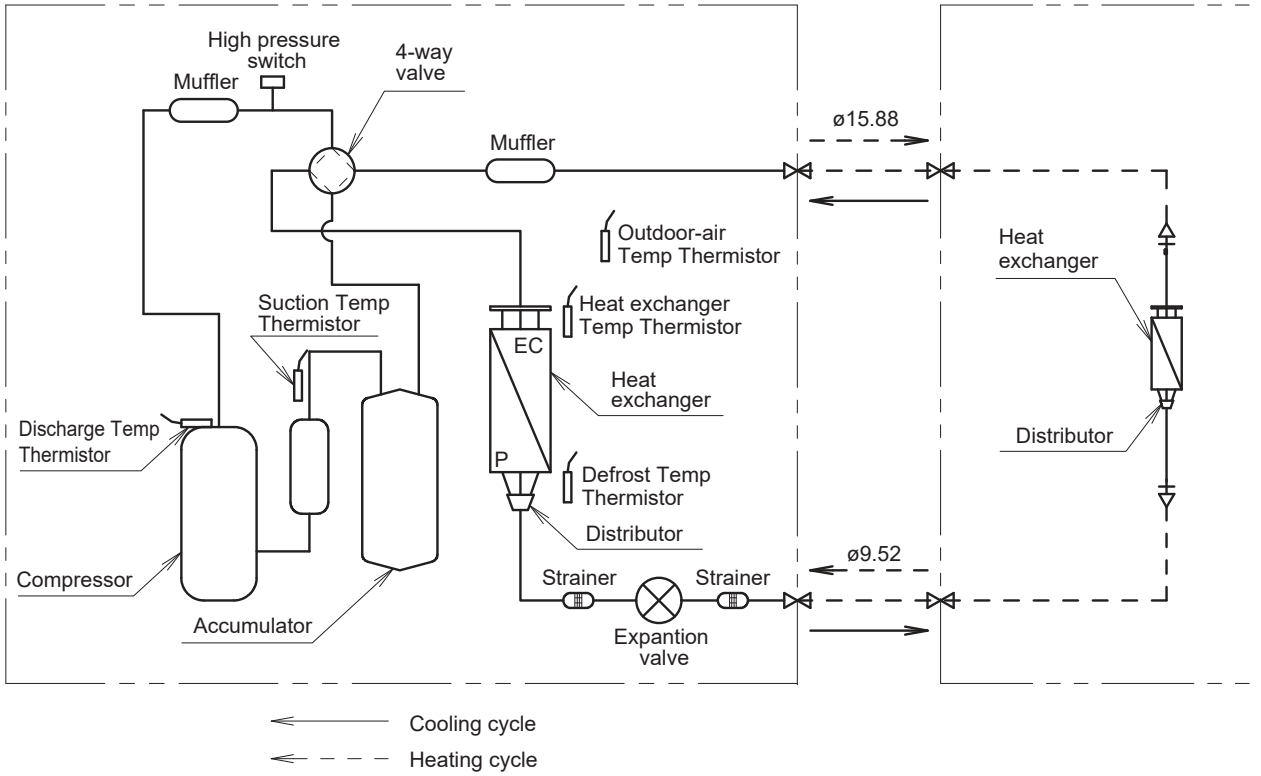 High pressure
switch
4-way
valve
Muffler
ø15.88
Muffler
Outdoor-air
Temp Thermistor
Heat
exchanger
Suction Temp
Thermistor
Heat exchanger
Temp Thermistor
EC
Heat
exchanger
Discharge Temp
Thermistor
Distributor
P
Defrost Temp
Thermistor
Distributor
ø9.52
Compressor
Strainer
Strainer
Accumulator
Expantion
valve
Cooling cycle
Heating cycle